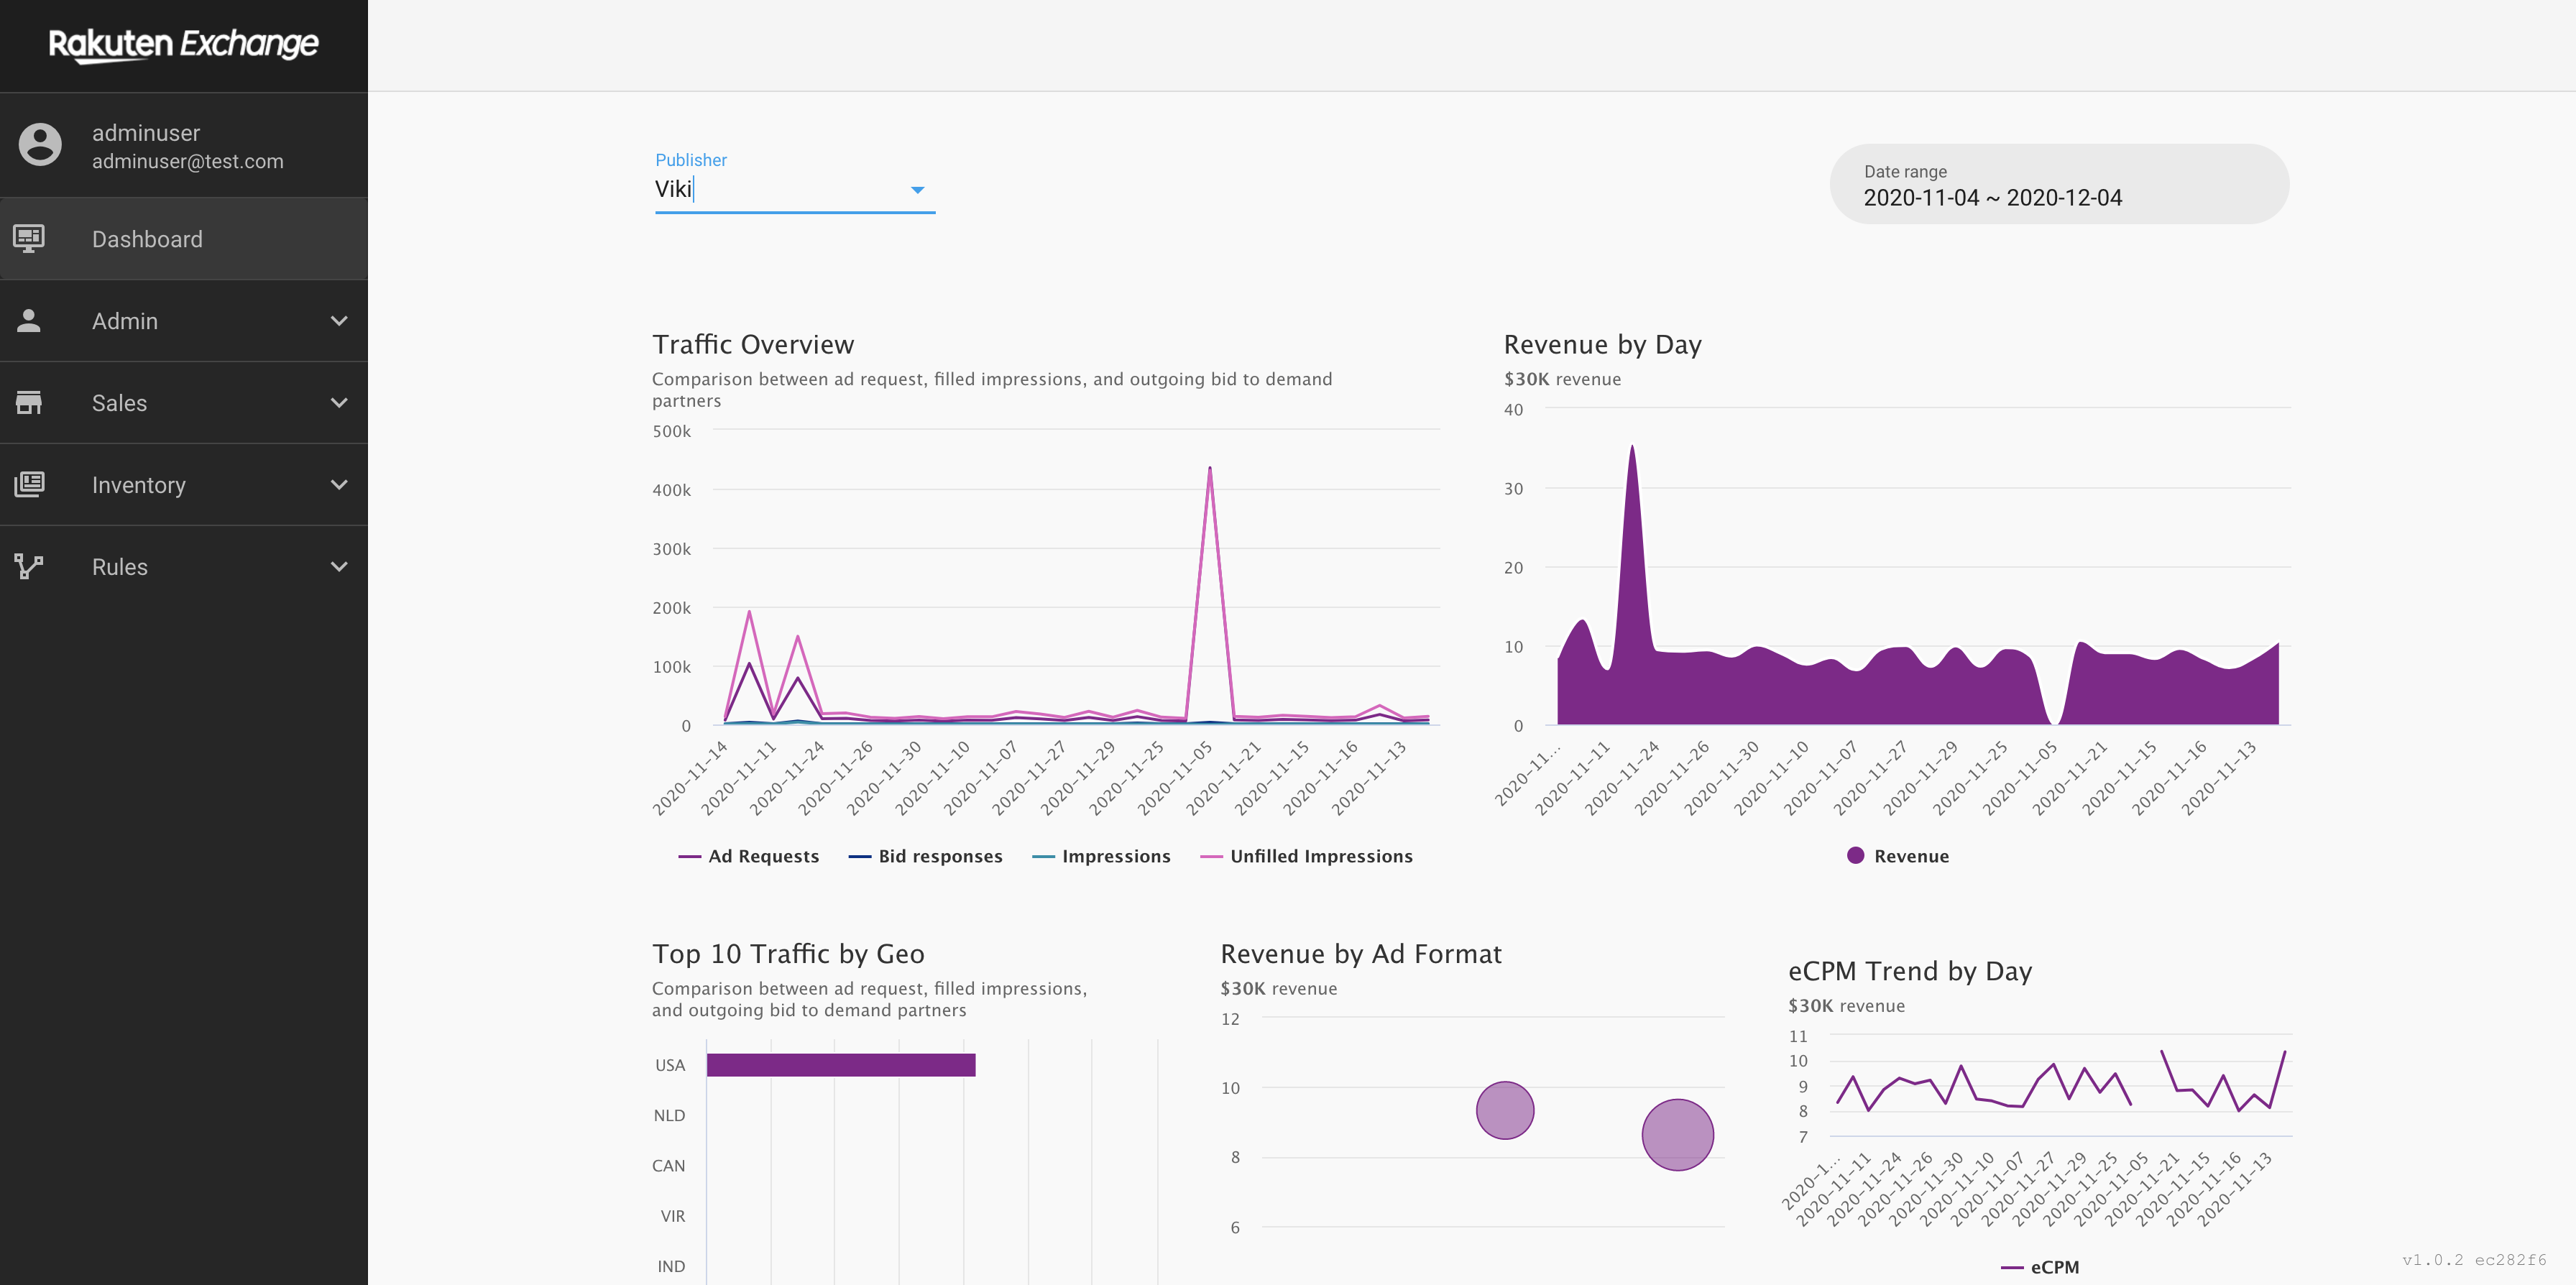 Rakuten Exchange
adminuser
adminuser@test.com
Dashboard
Admin
Sales
Inventory
Rules
Publisher
Viki
Date range
2020-11-04 ~ 2020-12-04
Traffic Overview
Comparison between ad request, filled impressions, and outgoing bid to demand
partners
500k
400k
300k
200k
100k
0
2020-11-14
2020-11-11
2020-11-24
2020-11-26
2020-11-30
2020-11-10
2020-11-07
2020-11-27
2020-11-29
2020-11-25
2020-11-05
2020-11-21
2020-11-15
2020-11-16
2020-11-13
Ad Requests
Bid responses
Impressions
Unfilled Impressions
Revenue by Day
$30K revenue
40
30
20
10
0
2020-11...
2020-11-11
2020-11-24
2020-11-26
2020-11-30
2020-11-10
2020-11-07
2020-11-27
2020-11-29
2020-11-25
2020-11-05
2020-11-21
2020-11-15
2020-11-16
2020-11-13
Revenue
Top 10 Traffic by Geo
Comparison between ad request, filled impressions,
and outgoing bid to demand partners
USA
NLD
CAN
VIR
IND
Revenue by Ad Format
$30K revenue
12
10
8
6
eCPM Trend by Day
$30K revenue
11
10
9
8
7
2020-1...
2020-11-11
2020-11-24
2020-11-26
2020-11-30
2020-11-10
2020-11-07
2020-11-27
2020-11-29
2020-11-25
2020-11-05
2020-11-21
2020-11-15
2020-11-16
2020-11-13
eCPM
v1.0.2 ec282f6